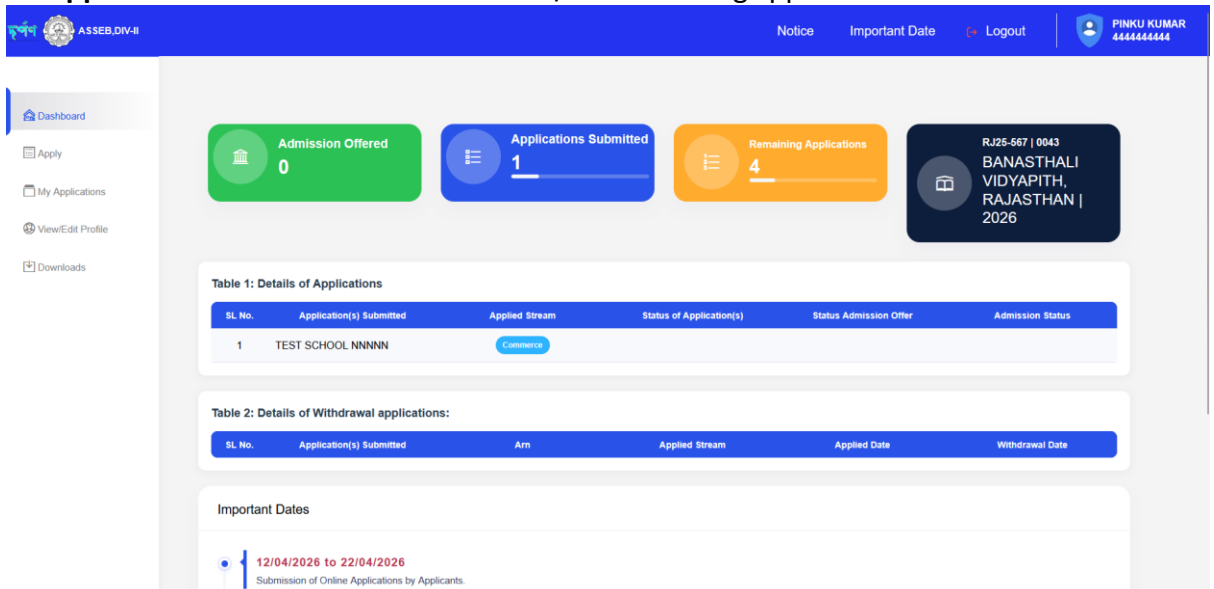 দৰ্পণ ASSEB,DIV-II
Notice Important Date Logout
PINKU KUMAR
4444444444
Dashboard
Apply
My Applications
View/Edit Profile
Downloads
Admission Offered
0
Applications Submitted
1
Remaining Applications
4
RJ25-567 | 0043
BANASTHALI
VIDYAPITH,
RAJASTHAN |
2026
Table 1: Details of Applications
SL No. Application(s) Submitted Applied Stream Status of Application(s) Status Admission Offer Admission Status
1 TEST SCHOOL NNNNN Commerce
Table 2: Details of Withdrawal applications:
SL No. Application(s) Submitted Arn Applied Stream Applied Date Withdrawal Date
Important Dates
12/04/2026 to 22/04/2026
Submission of Online Applications by Applicants.